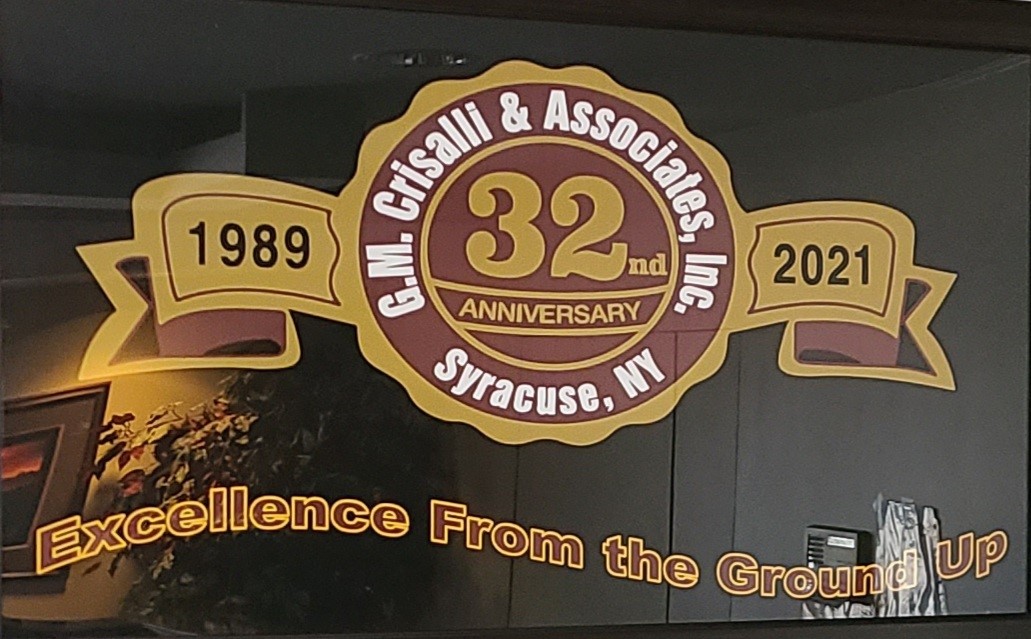 G.M. Crisalli & Associates, Inc.
1989
32nd
2021
ANNIVERSARY
Syracuse, NY
Excellence From the Ground Up